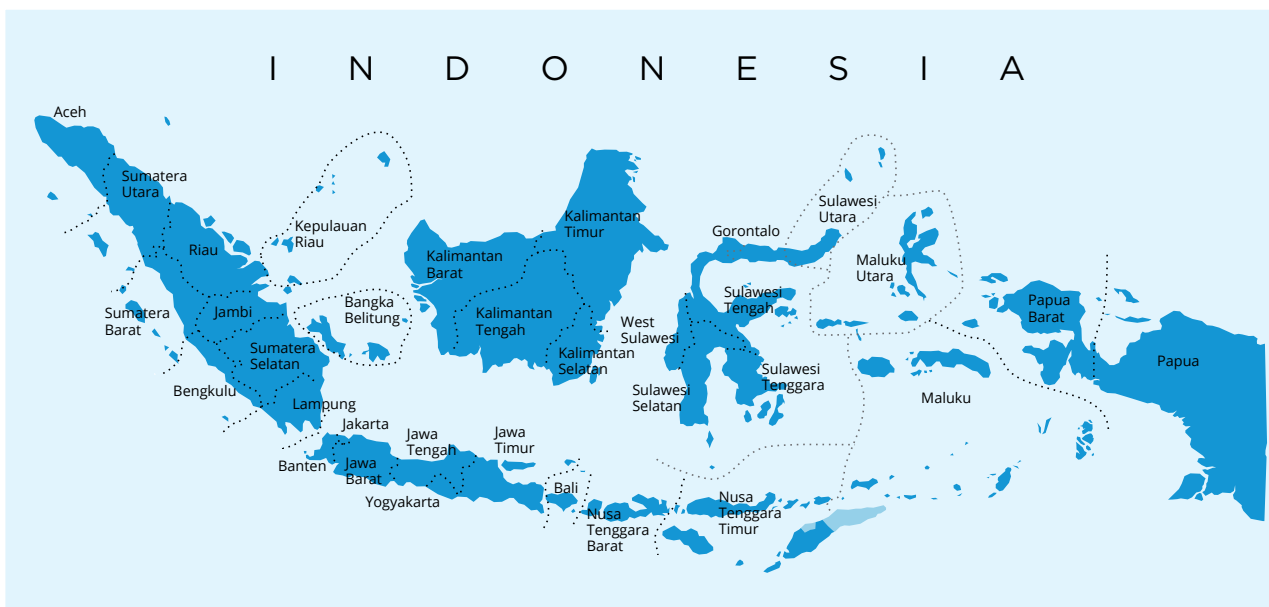 I N D O N E S I A
Aceh
Sumatera
Utara
Riau
Kepulauan
Riau
Sumatera
Barat
Jambi
Bangka
Belitung
Sumatera
Selatan
Bengkulu
Lampung
Kalimantan
Barat
Kalimantan
Timur
Kalimantan
Tengah
Kalimantan
Selatan
Gorontalo
Sulawesi
Utara
Sulawesi
Tengah
West
Sulawesi
Sulawesi
Selatan
Sulawesi
Tenggara
Maluku
Utara
Papua
Barat
Papua
Maluku
Jakarta
Banten
Jawa
Barat
Jawa
Tengah
Yogyakarta
Jawa
Timur
Bali
Nusa
Tenggara
Barat
Nusa
Tenggara
Timur